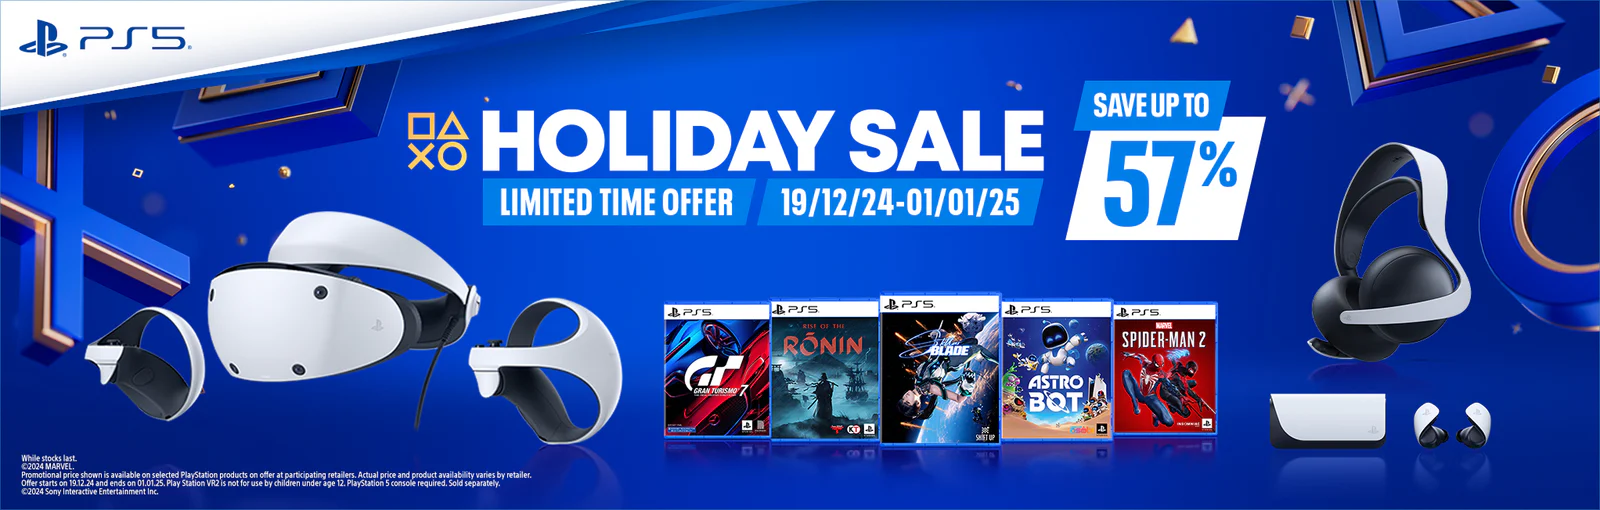 PS5
HOLIDAY SALE
LIMITED TIME OFFER
19/12/24-01/01/25
SAVE UP TO
57%
PS5
GRAN TURISMO 7
PS5
RISE OF THE
RŌNIN
KT
PS5
Stellar
BLADE
SHIFT UP
PS5
ASTRO
BOT
PS5
MARVEL
SPIDER-MAN 2
While stocks last.
©2024 MARVEL.
Promotional price shown is available on selected PlayStation products on offer at participating retailers. Actual price and product availability varies by retailer.
Offer starts on 19.12.24 and ends on 01.01.25. Play Station VR2 is not for use by children under age 12. PlayStation 5 console required. Sold separately.
©2024 Sony Interactive Entertainment Inc.